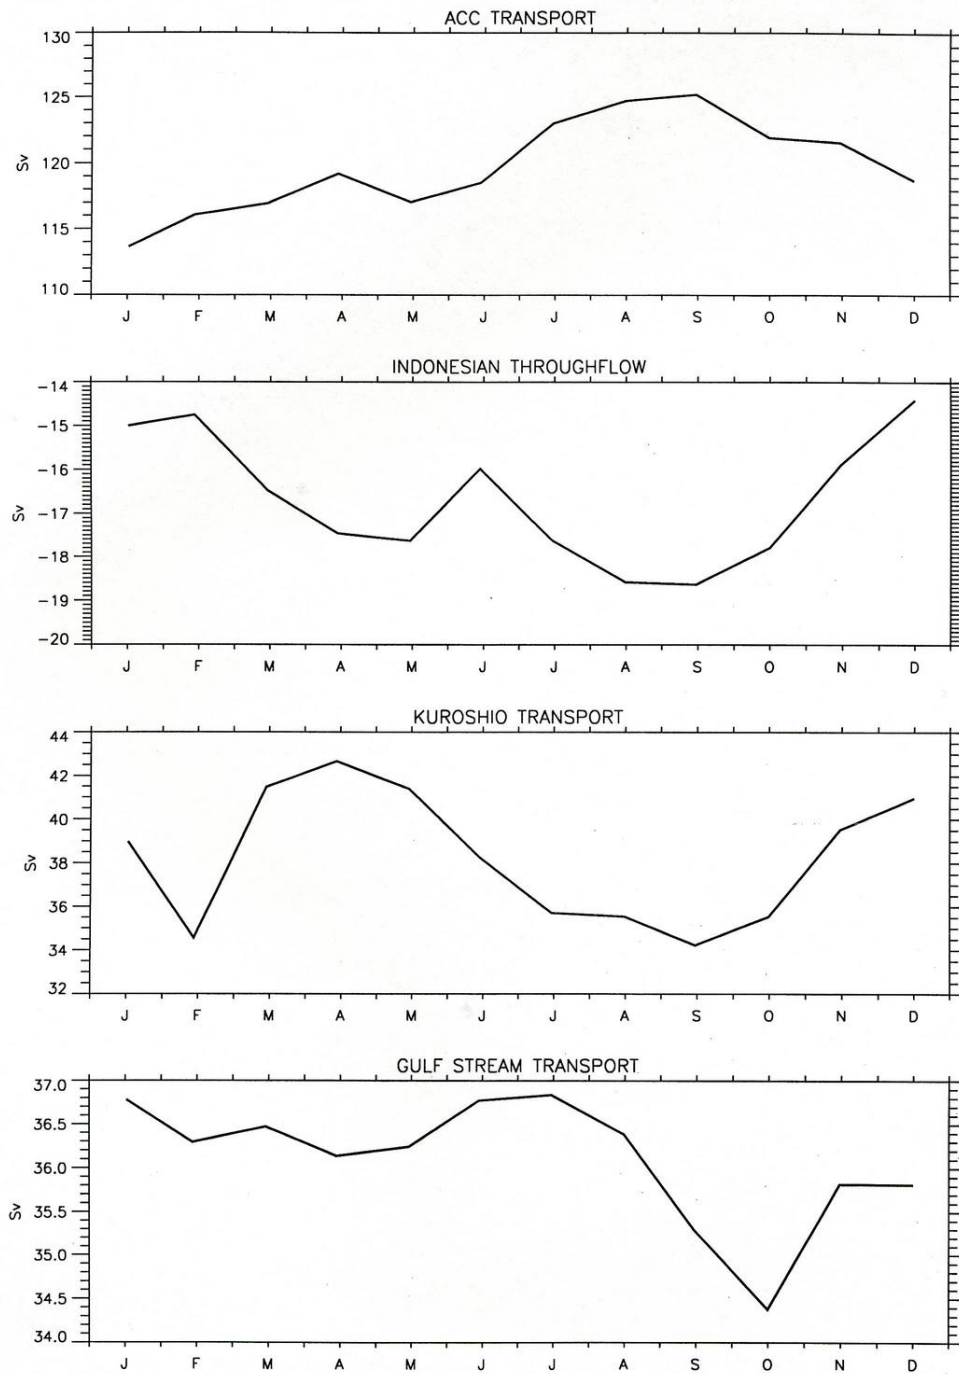 ACC TRANSPORT
130
125
120
115
110
Sv
J F M A M J J A S O N D
INDONESIAN THROUGHFLOW
-14
-15
-16
-17
-18
-19
-20
Sv
J F M A M J J A S O N D
KUROSHIO TRANSPORT
44
42
40
38
36
34
32
Sv
J F M A M J J A S O N D
GULF STREAM TRANSPORT
37.0
36.5
36.0
35.5
35.0
34.5
34.0
Sv
J F M A M J J A S O N D